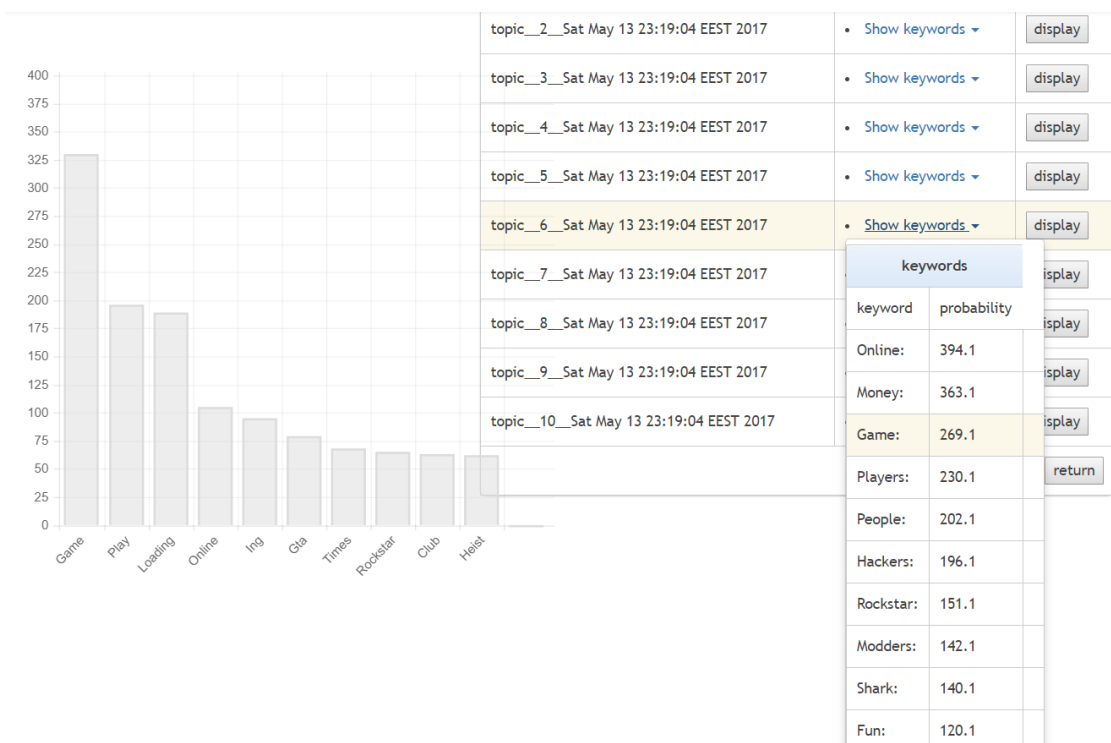 topic__2__Sat May 13 23:19:04 EEST 2017 • Show keywords display
topic__3__Sat May 13 23:19:04 EEST 2017 • Show keywords display
topic__4__Sat May 13 23:19:04 EEST 2017 • Show keywords display
topic__5__Sat May 13 23:19:04 EEST 2017 • Show keywords display
topic__6__Sat May 13 23:19:04 EEST 2017 • Show keywords display
topic__7__Sat May 13 23:19:04 EEST 2017 isplay
topic__8__Sat May 13 23:19:04 EEST 2017 isplay
topic__9__Sat May 13 23:19:04 EEST 2017 isplay
topic__10__Sat May 13 23:19:04 EEST 2017 isplay
return
keywords
keyword probability
Online: 394.1
Money: 363.1
Game: 269.1
Players: 230.1
People: 202.1
Hackers: 196.1
Rockstar: 151.1
Modders: 142.1
Shark: 140.1
Fun: 120.1
400
375
350
325
300
275
250
225
200
175
150
125
100
75
50
25
0
Game Play Loading Online Ing Gta Times Rockstar Club Heist